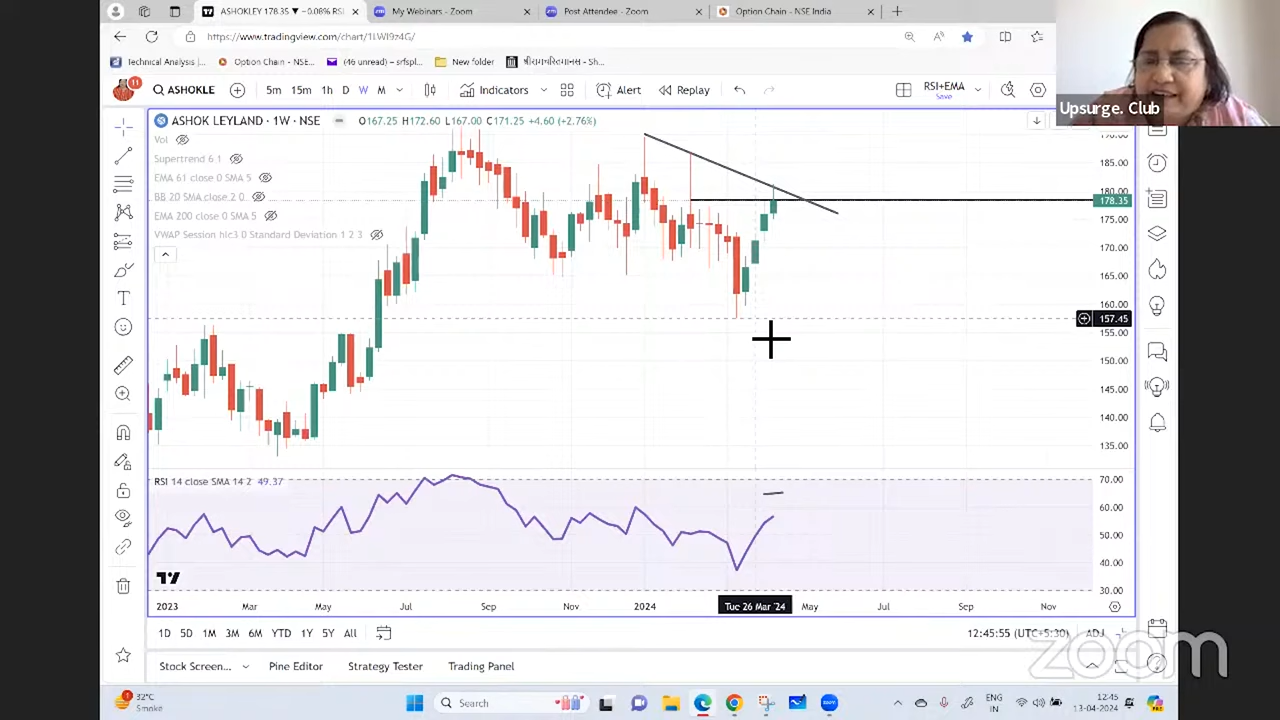 ASHOKLEY 178.35 ▼ −0.08% RSI
My Webinars - Zoom
Post Attendee - Zoom
Option Chain - NSE India
https://www.tradingview.com/chart/1LWl9z4G/
Technical Analysis j...
Option Chain - NSE...
(46 unread) - srfspl...
New folder
- Sh...
11
ASHOKLE
5m 15m 1h D W M
Indicators
Alert
Replay
RSI+EMA
Save
Upsurge. Club
ASHOK LEYLAND · 1W · NSE
O167.25 H172.60 L167.00 C171.25 +4.60 (+2.76%)
Vol
Supertrend 6 1
EMA 61 close 0 SMA 5
BB 20 SMA close 2 0
EMA 200 close 0 SMA 5
VWAP Session hlc3 0 Standard Deviation 1 2 3
190.00
185.00
180.00
178.35
175.00
170.00
165.00
160.00
157.45
155.00
150.00
145.00
140.00
135.00
RSI 14 close SMA 14 2 49.37
70.00
60.00
50.00
40.00
30.00
2023 Mar May Jul Sep Nov 2024 Tue 26 Mar '24 May Jul Sep Nov
1D 5D 1M 3M 6M YTD 1Y 5Y All
12:45:55 (UTC+5:30)
ADJ
Stock Screen...
Pine Editor
Strategy Tester
Trading Panel
zoom
1
32°C
Smoke
Search
ENG
IN
12:45
13-04-2024